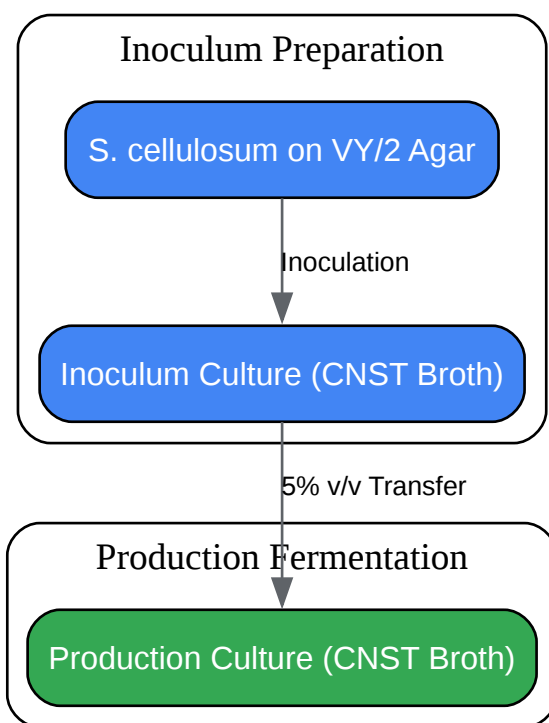 Inoculum Preparation
S. cellulosum on VY/2 Agar
Inoculation
Inoculum Culture (CNST Broth)
5% v/v Transfer
Production Fermentation
Production Culture (CNST Broth)